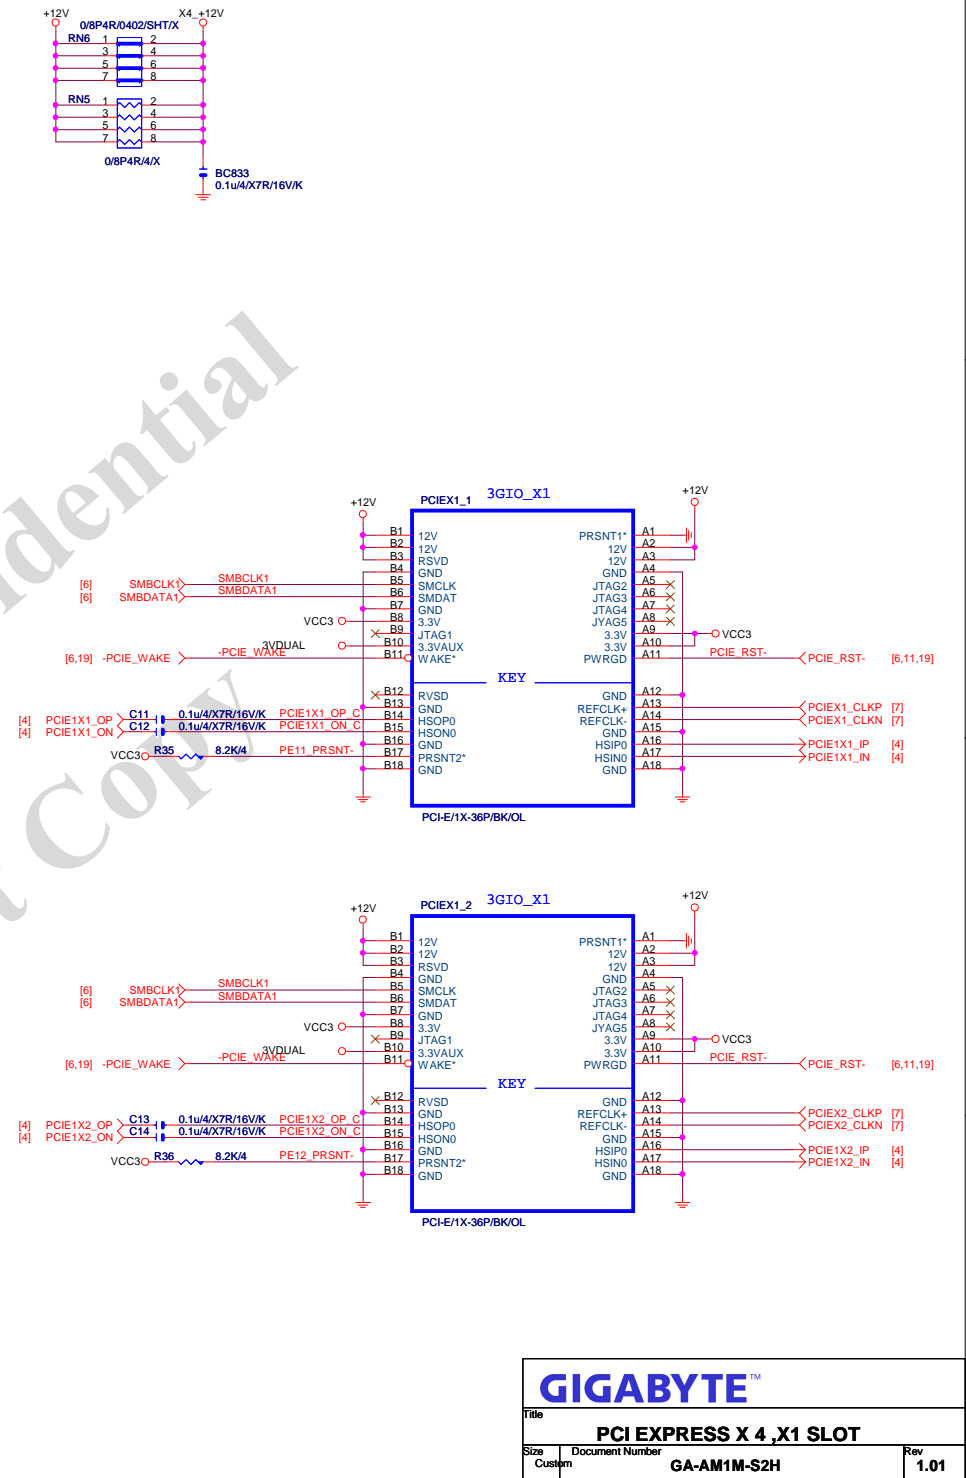 +12V X4_+12V
0/8P4R/0402/SHT/X
RN6 1 2
3 4
5 6
7 8
RN5 1 2
3 4
5 6
7 8
0/8P4R/4/X
BC833
0.1u/4/X7R/16V/K
fidential
t Copy
+12V PCIEX1_1 3GIO_X1 +12V
B1 12V PRSNT1* A1
B2 12V 12V A2
B3 RSVD 12V A3
B4 GND GND A4
[6] SMBCLK1 SMBCLK1 B5 SMCLK JTAG2 A5
[6] SMBDATA1 SMBDATA1 B6 SMDAT JTAG3 A6
B7 GND JTAG4 A7
VCC3 B8 3.3V JYAG5 A8
B9 JTAG1 3.3V A9 VCC3
3VDUAL B10 3.3VAUX 3.3V A10
[6,19] -PCIE_WAKE -PCIE_WAKE B11 WAKE* PWRGD A11 PCIE_RST- PCIE_RST- [6,11,19]
KEY
B12 RVSD GND A12
B13 GND REFCLK+ A13 PCIEX1_CLKP [7]
[4] PCIE1X1_OP C11 0.1u/4/X7R/16V/K PCIE1X1_OP_C B14 HSOP0 REFCLK- A14 PCIEX1_CLKN [7]
[4] PCIE1X1_ON C12 0.1u/4/X7R/16V/K PCIE1X1_ON_C B15 HSON0 GND A15
B16 GND HSIP0 A16 PCIE1X1_IP [4]
VCC3 R35 8.2K/4 PE11_PRSNT- B17 PRSNT2* HSIN0 A17 PCIE1X1_IN [4]
B18 GND GND A18
PCI-E/1X-36P/BK/OL
+12V PCIEX1_2 3GIO_X1 +12V
B1 12V PRSNT1* A1
B2 12V 12V A2
B3 RSVD 12V A3
B4 GND GND A4
[6] SMBCLK1 SMBCLK1 B5 SMCLK JTAG2 A5
[6] SMBDATA1 SMBDATA1 B6 SMDAT JTAG3 A6
B7 GND JTAG4 A7
VCC3 B8 3.3V JYAG5 A8
B9 JTAG1 3.3V A9 VCC3
3VDUAL B10 3.3VAUX 3.3V A10
[6,19] -PCIE_WAKE -PCIE_WAKE B11 WAKE* PWRGD A11 PCIE_RST- PCIE_RST- [6,11,19]
KEY
B12 RVSD GND A12
B13 GND REFCLK+ A13 PCIEX2_CLKP [7]
[4] PCIE1X2_OP C13 0.1u/4/X7R/16V/K PCIE1X2_OP_C B14 HSOP0 REFCLK- A14 PCIEX2_CLKN [7]
[4] PCIE1X2_ON C14 0.1u/4/X7R/16V/K PCIE1X2_ON_C B15 HSON0 GND A15
B16 GND HSIP0 A16 PCIE1X2_IP [4]
VCC3 R36 8.2K/4 PE12_PRSNT- B17 PRSNT2* HSIN0 A17 PCIE1X2_IN [4]
B18 GND GND A18
PCI-E/1X-36P/BK/OL
GIGABYTE™
Title
PCI EXPRESS X 4 ,X1 SLOT
Size Document Number Rev
Custom GA-AM1M-S2H 1.01